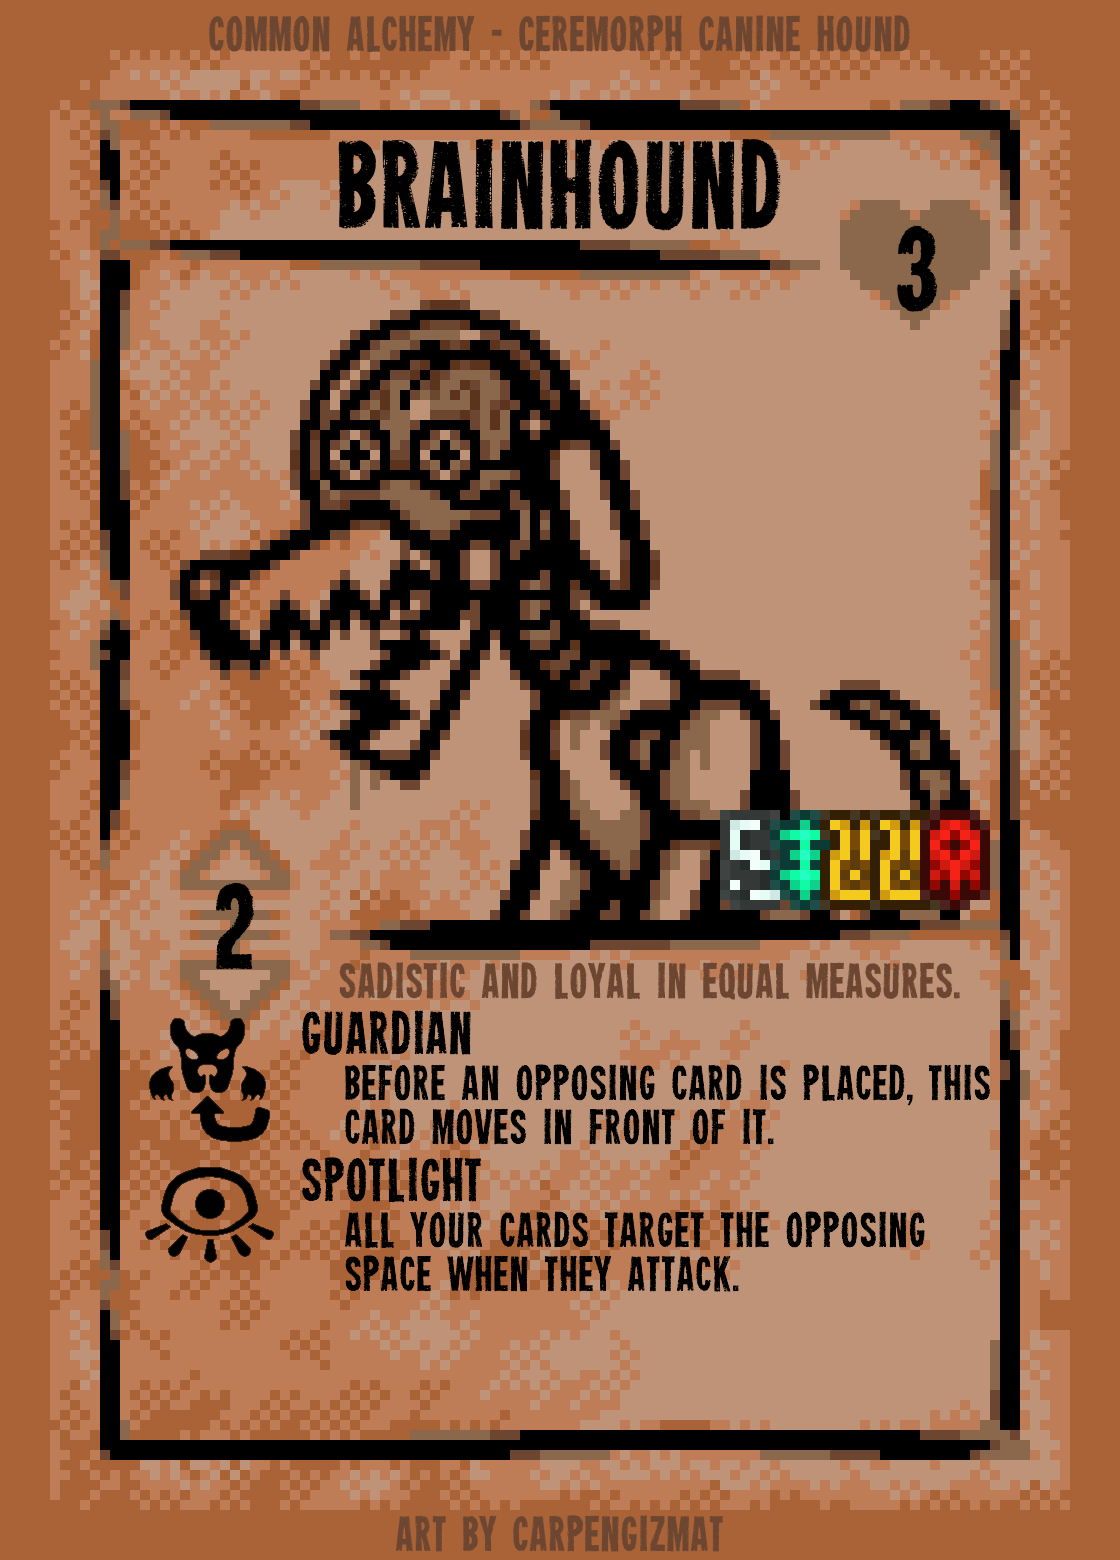 COMMON ALCHEMY - CEREMORPH CANINE HOUND
BRAINHOUND
3
2
SADISTIC AND LOYAL IN EQUAL MEASURES.
GUARDIAN
BEFORE AN OPPOSING CARD IS PLACED, THIS
CARD MOVES IN FRONT OF IT.
SPOTLIGHT
ALL YOUR CARDS TARGET THE OPPOSING
SPACE WHEN THEY ATTACK.
ART BY CARPENGIZMAT